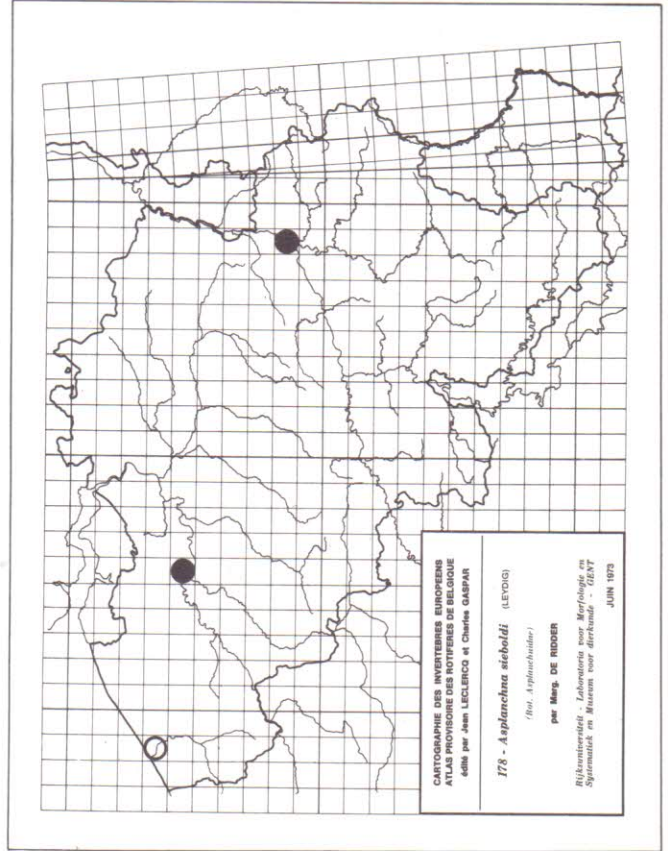 CARTOGRAPHIE DES INVERTEBRES EUROPEENS
ATLAS PROVISOIRE DES ROTIFERES DE BELGIQUE
édité par Jean LECLERCQ et Charles GASPAR
178 - Asplanchna sieboldi (LEYDIG)
(Rot. Asplanchnidae)
par Marg. DE RIDDER
Rijksuniversiteit - Laboratoria voor Morfologie en
Systematiek en Museum voor dierkunde - GENT
JUIN 1973